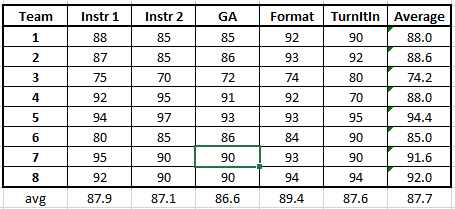 Team Instr 1 Instr 2 GA Format TurnItIn Average
1 88 85 85 92 90 88.0
2 87 85 86 93 92 88.6
3 75 70 72 74 80 74.2
4 92 95 91 92 70 88.0
5 94 97 93 93 95 94.4
6 80 85 86 84 90 85.0
7 95 90 90 93 90 91.6
8 92 90 90 94 94 92.0
avg 87.9 87.1 86.6 89.4 87.6 87.7